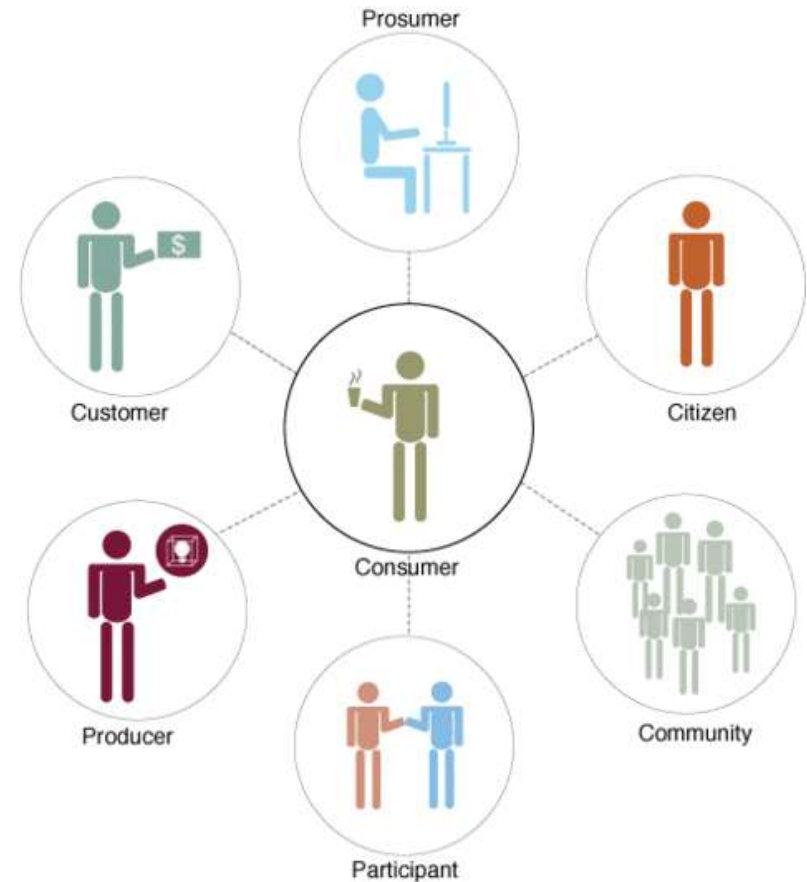 Prosumer
$
Customer
Citizen
Consumer
Producer
Community
Participant